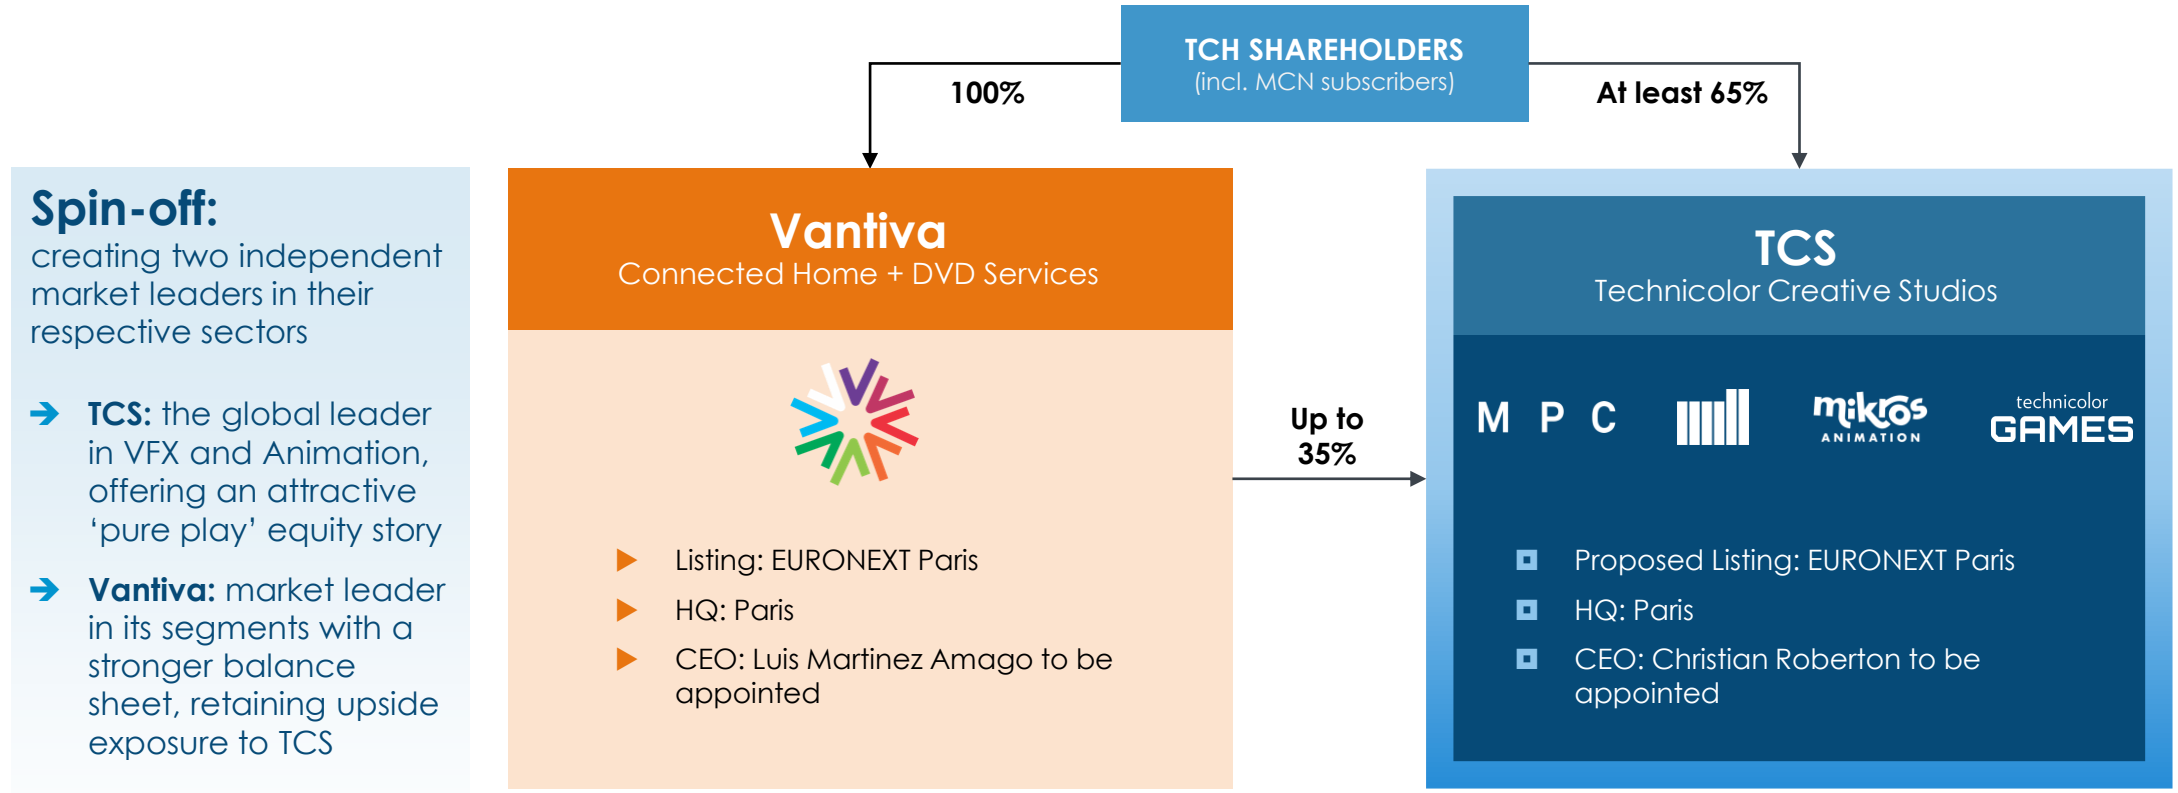 TCH SHAREHOLDERS
(incl. MCN subscribers)
100%
At least 65%
Spin-off:
creating two independent
market leaders in their
respective sectors
TCS: the global leader
in VFX and Animation,
offering an attractive
‘pure play’ equity story
Vantiva: market leader
in its segments with a
stronger balance
sheet, retaining upside
exposure to TCS
Vantiva
Connected Home + DVD Services
Listing: EURONEXT Paris
HQ: Paris
CEO: Luis Martinez Amago to be
appointed
Up to
35%
TCS
Technicolor Creative Studios
M P C
mikros
ANIMATION
technicolor
GAMES
Proposed Listing: EURONEXT Paris
HQ: Paris
CEO: Christian Roberton to be
appointed